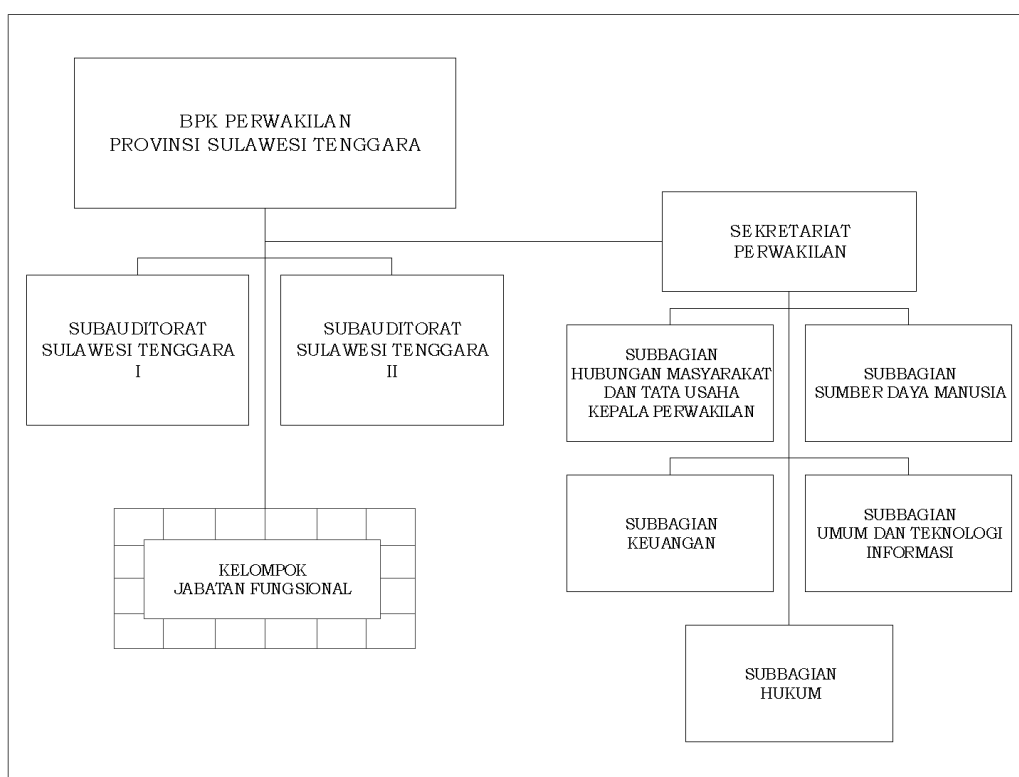 BPK PERWAKILAN
PROVINSI SULAWESI TENGGARA
SEKRETARIAT
PERWAKILAN
SUBAUDITORAT
SULAWESI TENGGARA
I
SUBAUDITORAT
SULAWESI TENGGARA
II
SUBBAGIAN
HUBUNGAN MASYARAKAT
DAN TATA USAHA
KEPALA PERWAKILAN
SUBBAGIAN
SUMBER DAYA MANUSIA
SUBBAGIAN
KEUANGAN
SUBBAGIAN
UMUM DAN TEKNOLOGI
INFORMASI
KELOMPOK
JABATAN FUNGSIONAL
SUBBAGIAN
HUKUM